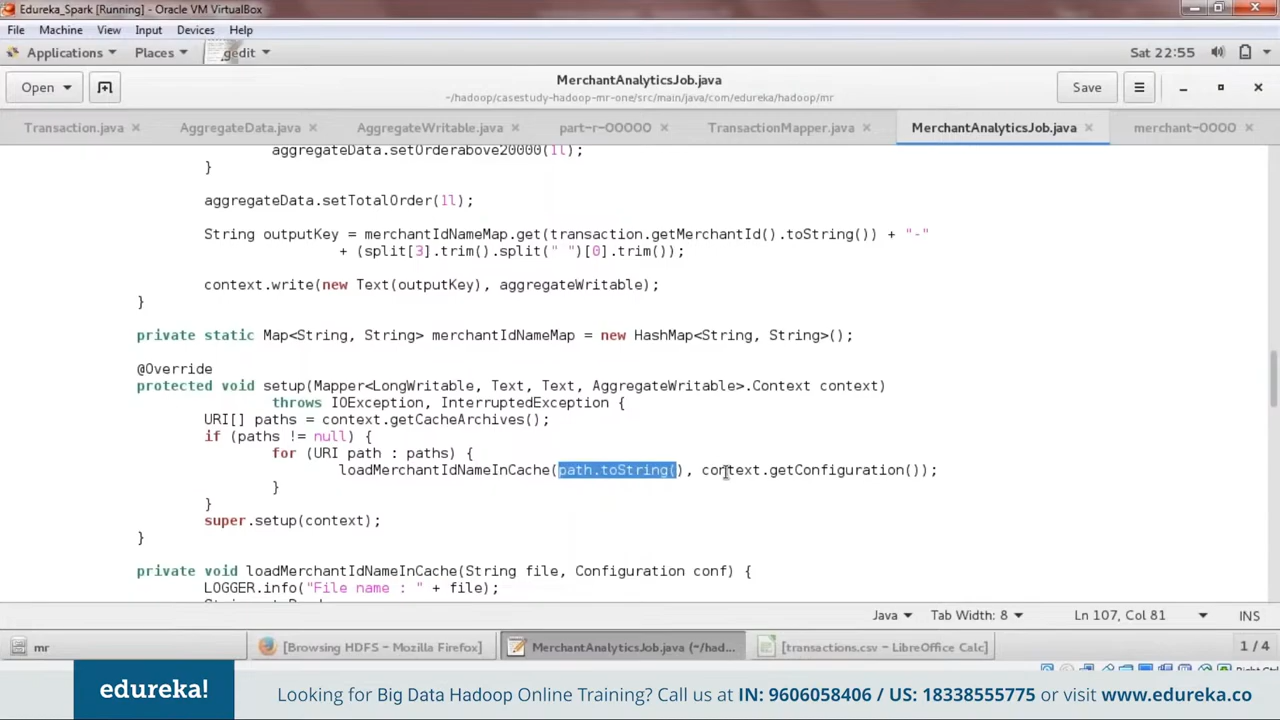 Edureka_Spark [Running] - Oracle VM VirtualBox
File Machine View Input Devices Help
Applications Places gedit Sat 22:55
Open MerchantAnalyticsJob.java Save
~/hadoop/casestudy-hadoop-mr-one/src/main/java/com/edureka/hadoop/mr
Transaction.java AggregateData.java AggregateWritable.java part-r-00000 TransactionMapper.java MerchantAnalyticsJob.java merchant-0000
aggregateData.setOrderabove20000(1l);
}
aggregateData.setTotalOrder(1l);
String outputKey = merchantIdNameMap.get(transaction.getMerchantId().toString()) + "-"
+ (split[3].trim().split(" ")[0].trim());
context.write(new Text(outputKey), aggregateWritable);
}
private static Map<String, String> merchantIdNameMap = new HashMap<String, String>();
@Override
protected void setup(Mapper<LongWritable, Text, Text, AggregateWritable>.Context context)
throws IOException, InterruptedException {
URI[] paths = context.getCacheArchives();
if (paths != null) {
for (URI path : paths) {
loadMerchantIdNameInCache(path.toString(), context.getConfiguration());
}
}
super.setup(context);
}
private void loadMerchantIdNameInCache(String file, Configuration conf) {
LOGGER.info("File name : " + file);
Java Tab Width: 8 Ln 107, Col 81 INS
mr [Browsing HDFS - Mozilla Firefox] MerchantAnalyticsJob.java (~/had... [transactions.csv - LibreOffice Calc] 1 / 4
edureka! Looking for Big Data Hadoop Online Training? Call us at IN: 9606058406 / US: 18338555775 or visit www.edureka.co